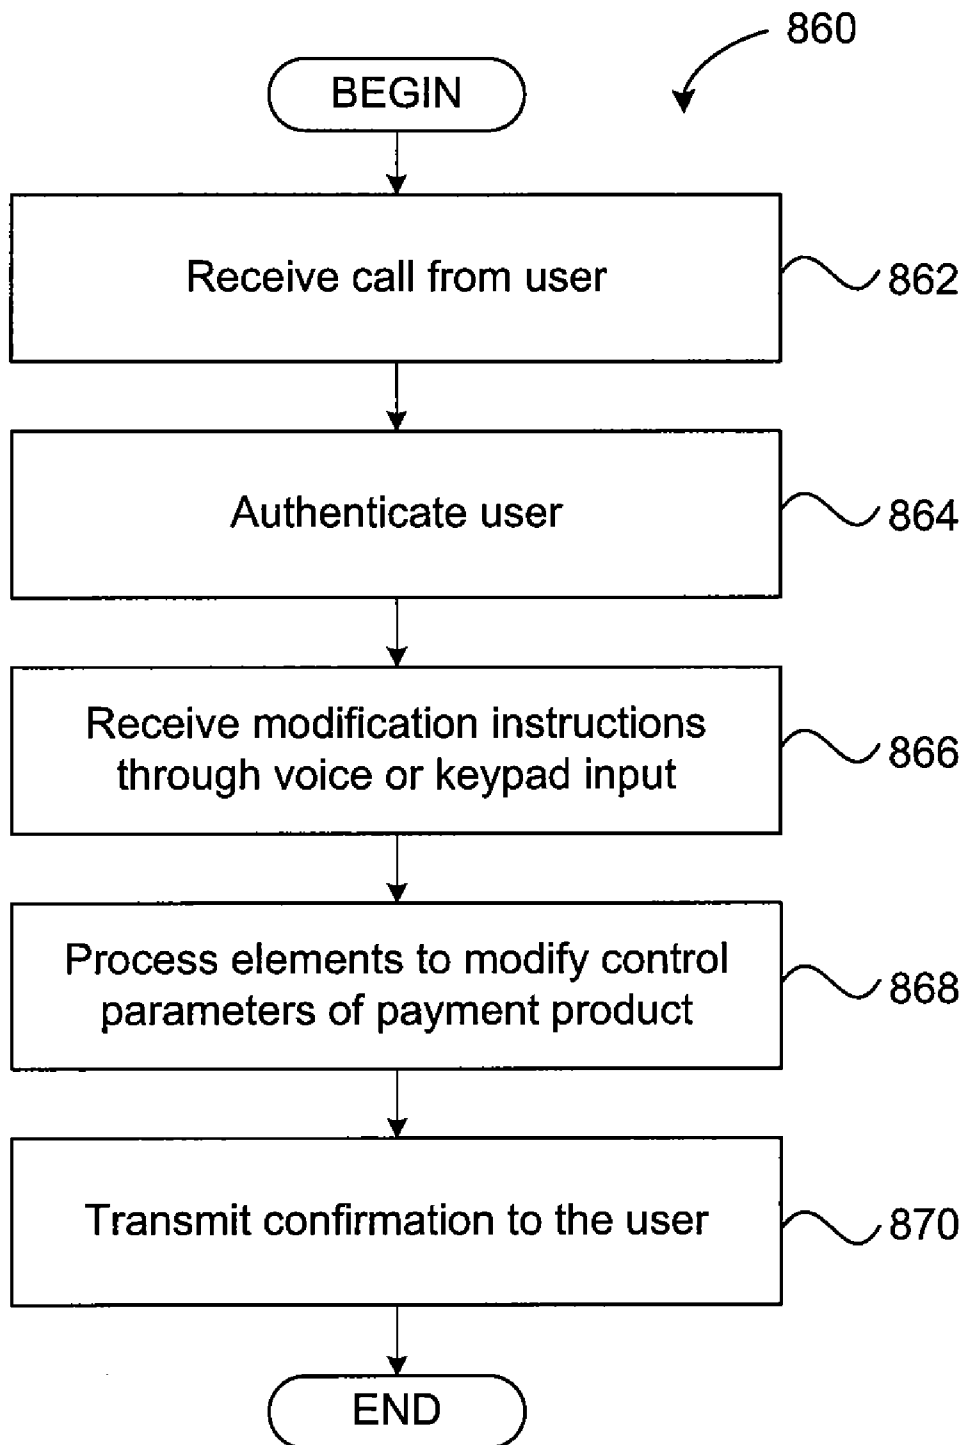 860
BEGIN
Receive call from user
862
Authenticate user
864
Receive modification instructions
through voice or keypad input
866
Process elements to modify control
parameters of payment product
868
Transmit confirmation to the user
870
END